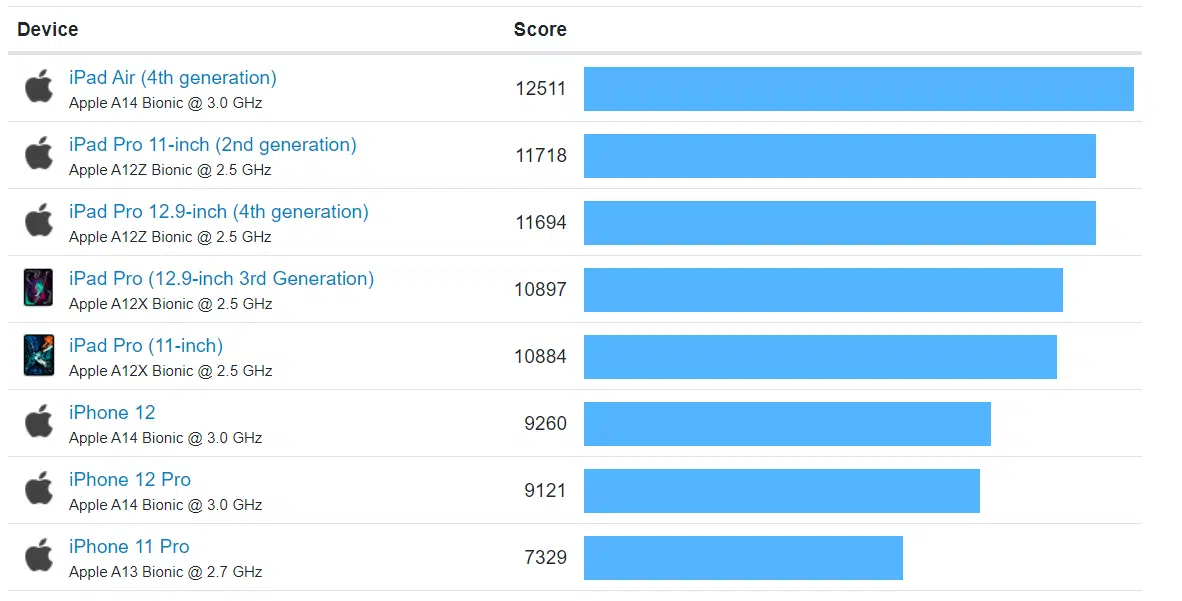 Device Score
iPad Air (4th generation)
Apple A14 Bionic @ 3.0 GHz
12511
iPad Pro 11-inch (2nd generation)
Apple A12Z Bionic @ 2.5 GHz
11718
iPad Pro 12.9-inch (4th generation)
Apple A12Z Bionic @ 2.5 GHz
11694
iPad Pro (12.9-inch 3rd Generation)
Apple A12X Bionic @ 2.5 GHz
10897
iPad Pro (11-inch)
Apple A12X Bionic @ 2.5 GHz
10884
iPhone 12
Apple A14 Bionic @ 3.0 GHz
9260
iPhone 12 Pro
Apple A14 Bionic @ 3.0 GHz
9121
iPhone 11 Pro
Apple A13 Bionic @ 2.7 GHz
7329